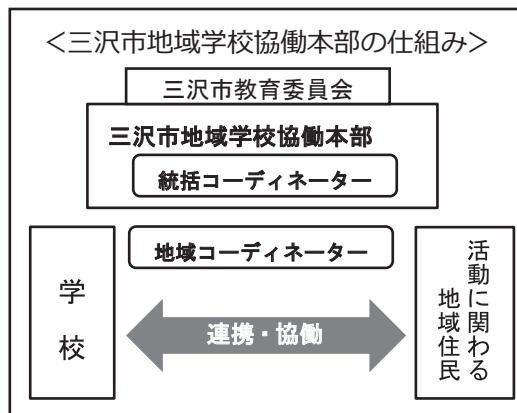 ＜三沢市地域学校協働本部の仕組み＞
三沢市教育委員会
三沢市地域学校協働本部
統括コーディネーター
地域コーディネーター
学校
連携・協働
活動に関わる
地域住民